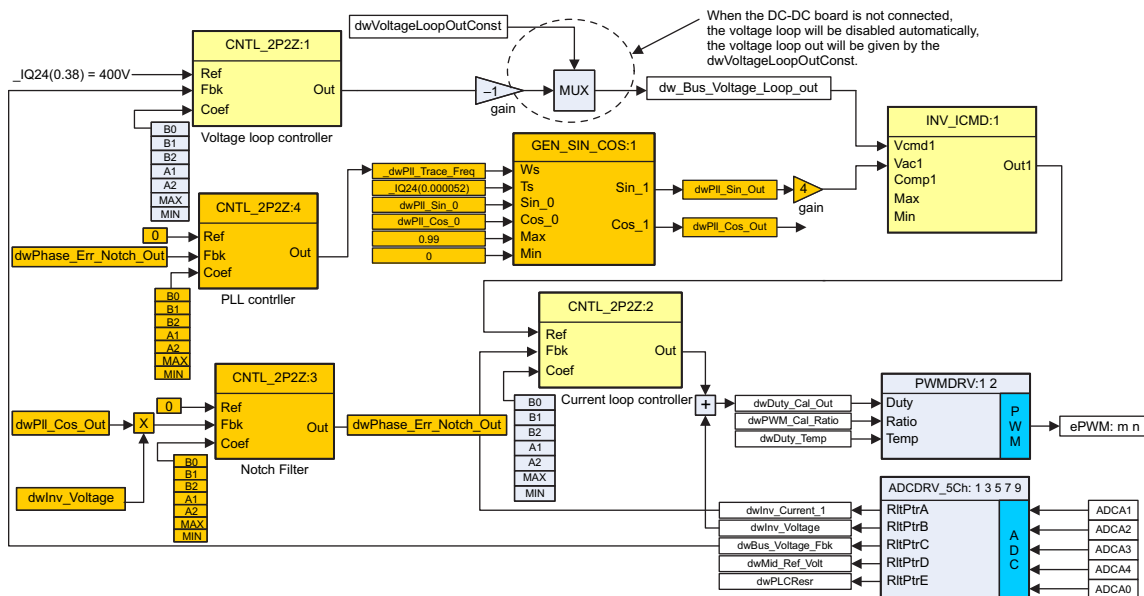 CNTL_2P2Z:1
_IQ24(0.38) = 400V
Ref
Fbk
Coef
Out
Voltage loop controller
B0
B1
B2
A1
A2
MAX
MIN
dwVoltageLoopOutConst
–1
gain
MUX
When the DC-DC board is not connected,
the voltage loop will be disabled automatically,
the voltage loop out will be given by the
dwVoltageLoopOutConst.
dw_Bus_Voltage_Loop_out
INV_ICMD:1
Vcmd1
Vac1
Comp1
Max
Min
Out1
CNTL_2P2Z:4
0
dwPhase_Err_Notch_Out
Ref
Fbk
Coef
Out
PLL contrller
B0
B1
B2
A1
A2
MAX
MIN
GEN_SIN_COS:1
_dwPll_Trace_Freq
_IQ24(0.000052)
dwPll_Sin_0
dwPll_Cos_0
0.99
0
Ws
Ts
Sin_0
Cos_0
Max
Min
Sin_1
Cos_1
dwPll_Sin_Out
dwPll_Cos_Out
4
gain
CNTL_2P2Z:3
0
dwPll_Cos_Out
X
dwInv_Voltage
Ref
Fbk
Coef
Out
Notch Filter
B0
B1
B2
A1
A2
MAX
MIN
dwPhase_Err_Notch_Out
CNTL_2P2Z:2
Ref
Fbk
Coef
Out
Current loop controller
B0
B1
B2
A1
A2
MAX
MIN
+
dwDuty_Cal_Out
dwPWM_Cal_Ratio
dwDuty_Temp
PWMDRV:1 2
Duty
Ratio
Temp
P
W
M
ePWM: m n
ADCDRV_5Ch: 1 3 5 7 9
dwInv_Current_1
dwInv_Voltage
dwBus_Voltage_Fbk
dwMid_Ref_Volt
dwPLCResr
RltPtrA
RltPtrB
RltPtrC
RltPtrD
RltPtrE
A
D
C
ADCA1
ADCA2
ADCA3
ADCA4
ADCA0